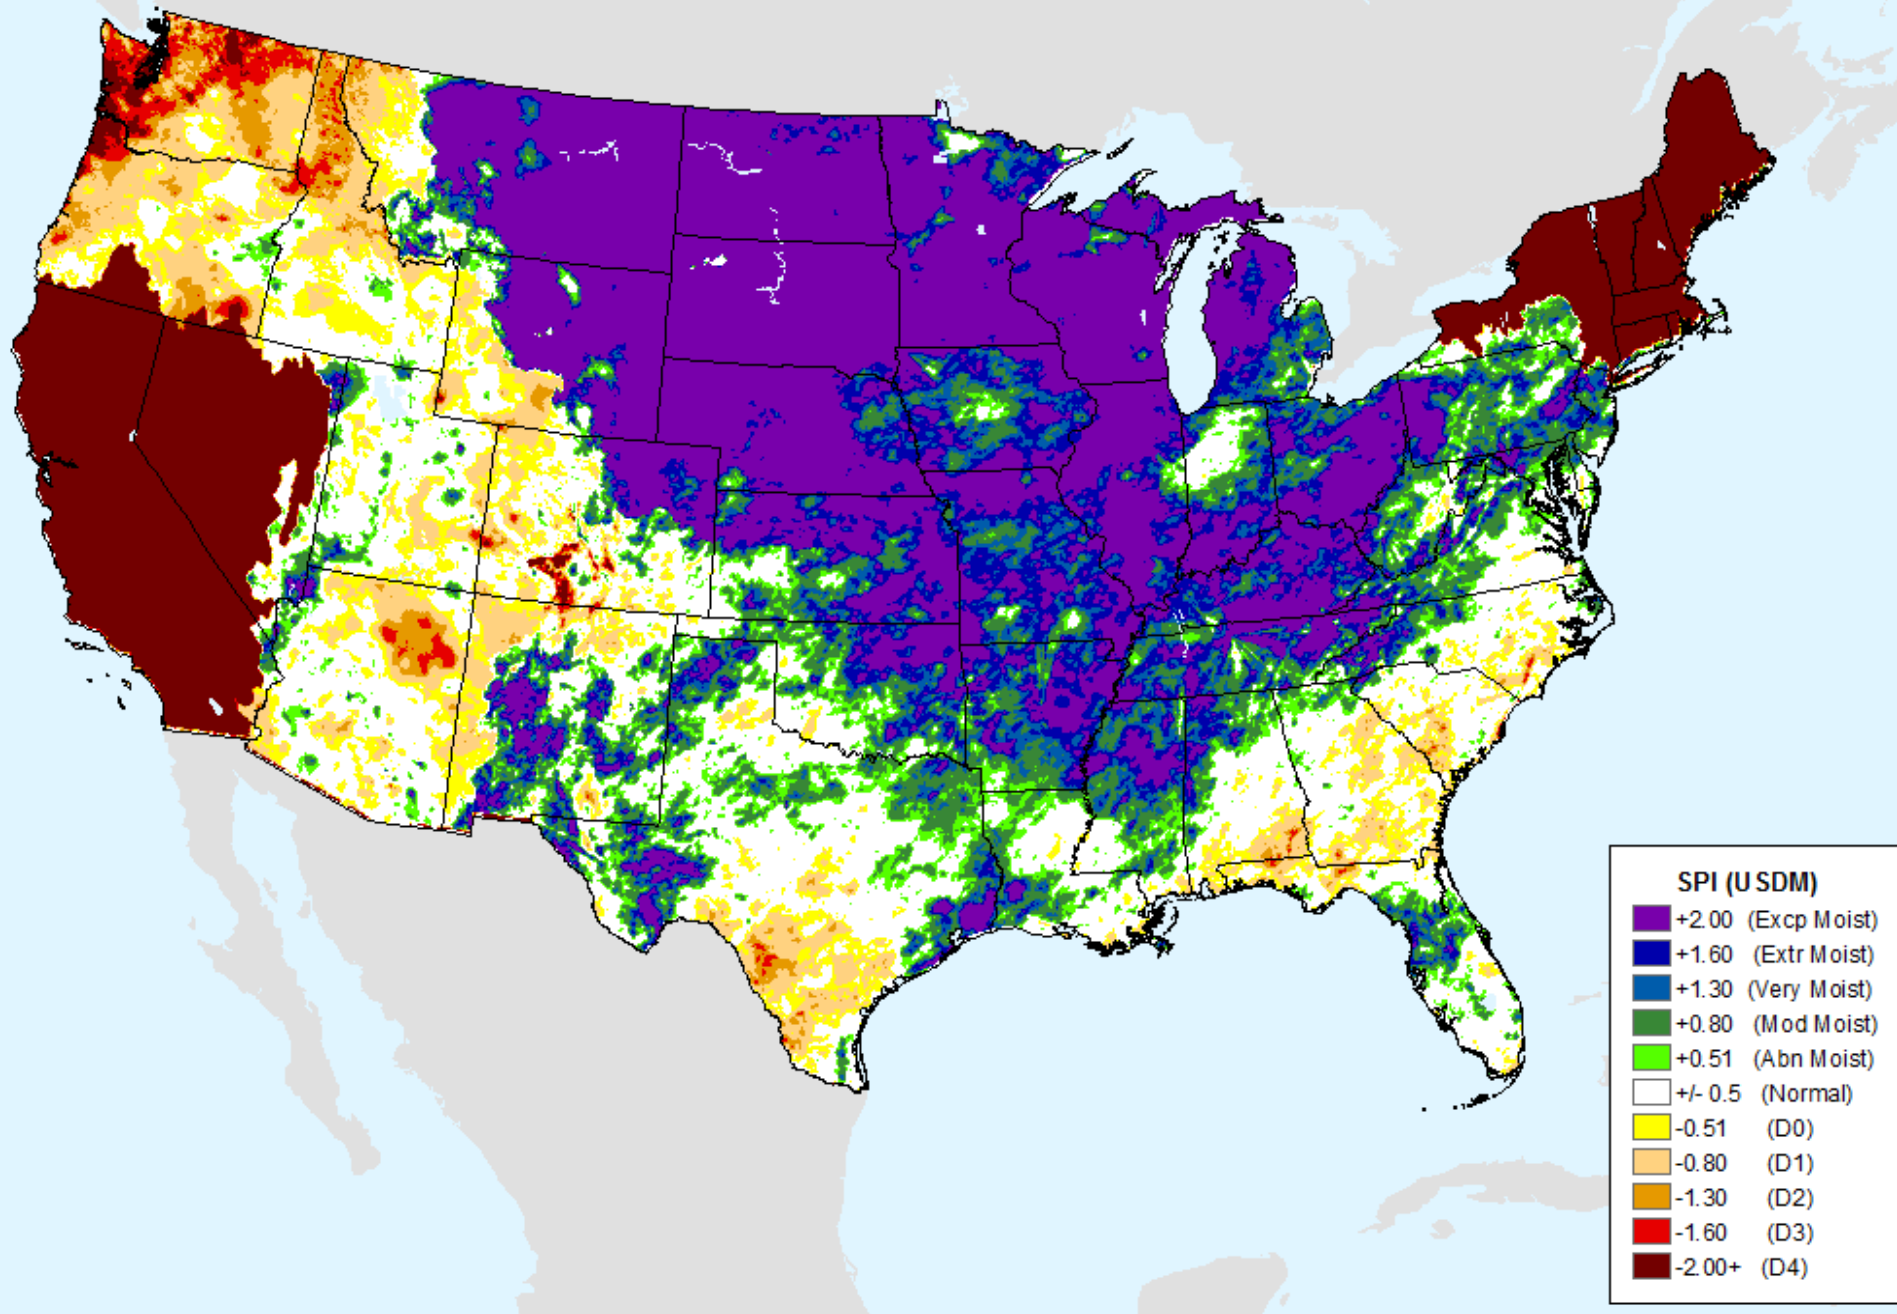 SPI (USDM)
+2.00 (Excp Moist)
+1.60 (Extr Moist)
+1.30 (Very Moist)
+0.80 (Mod Moist)
+0.51 (Abn Moist)
+/- 0.5 (Normal)
-0.51 (D0)
-0.80 (D1)
-1.30 (D2)
-1.60 (D3)
-2.00+ (D4)